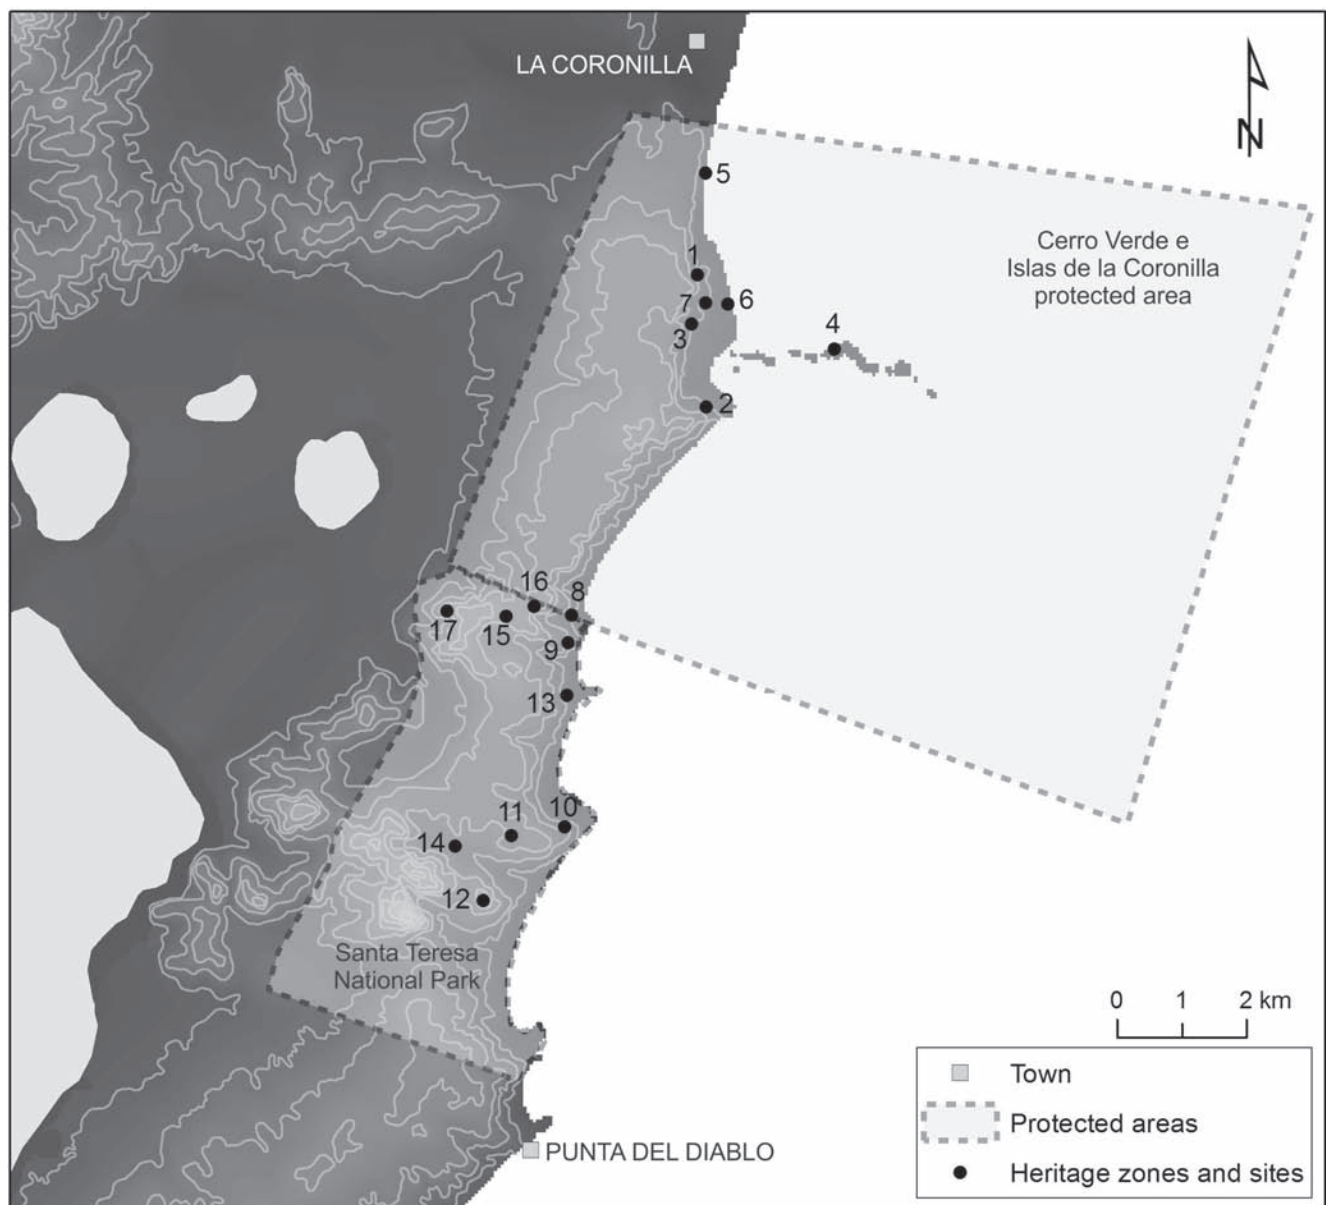 LA CORONILLA
N
5
Cerro Verde e
Islas de la Coronilla
protected area
1
7
6
3
4
2
16
8
17
15
9
13
10
11
14
12
Santa Teresa
National Park
0 1 2 km
Town
Protected areas
Heritage zones and sites
PUNTA DEL DIABLO